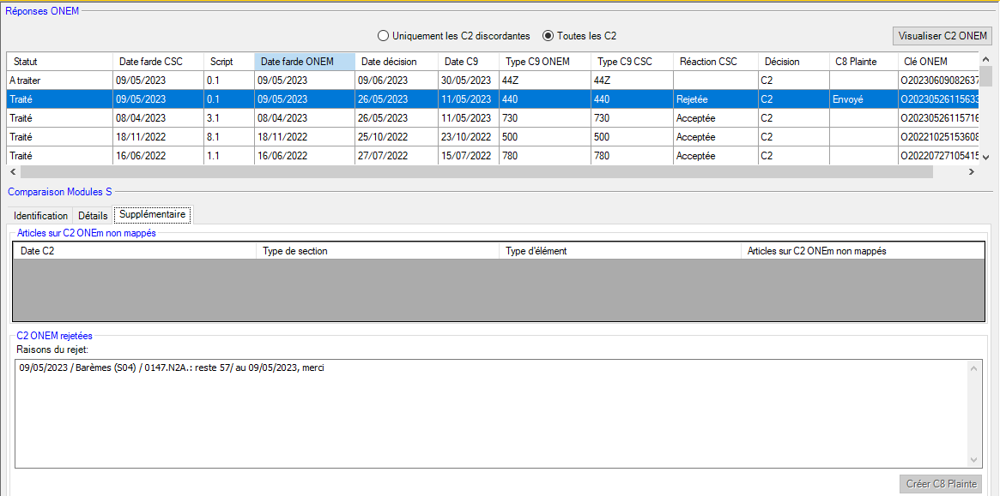 Réponses ONEM
Uniquement les C2 discordantes Toutes les C2 Visualiser C2 ONEM
Statut Date farde CSC Script Date farde ONEM Date décision Date C9 Type C9 ONEM Type C9 CSC Réaction CSC Décision C8 Plainte Clé ONEM
A traiter 09/05/2023 0.1 09/05/2023 09/06/2023 30/05/2023 44Z 44Z C2 O20230609082637
Traité 09/05/2023 0.1 09/05/2023 26/05/2023 11/05/2023 440 440 Rejetée C2 Envoyé O20230526115633
Traité 08/04/2023 3.1 08/04/2023 26/05/2023 11/05/2023 730 730 Acceptée C2 O20230526115716
Traité 18/11/2022 8.1 18/11/2022 25/10/2022 23/10/2022 500 500 Acceptée C2 O20221025153608
Traité 16/06/2022 1.1 16/06/2022 27/07/2022 15/07/2022 780 780 Acceptée C2 O20220727105415
Comparaison Modules S
Identification Détails Supplémentaire
Articles sur C2 ONEm non mappés
Date C2 Type de section Type d'élément Articles sur C2 ONEm non mappés
C2 ONEM rejetées
Raisons du rejet:
09/05/2023 / Barèmes (S04) / 0147.N2A.: reste 57/ au 09/05/2023, merci
Créer C8 Plainte